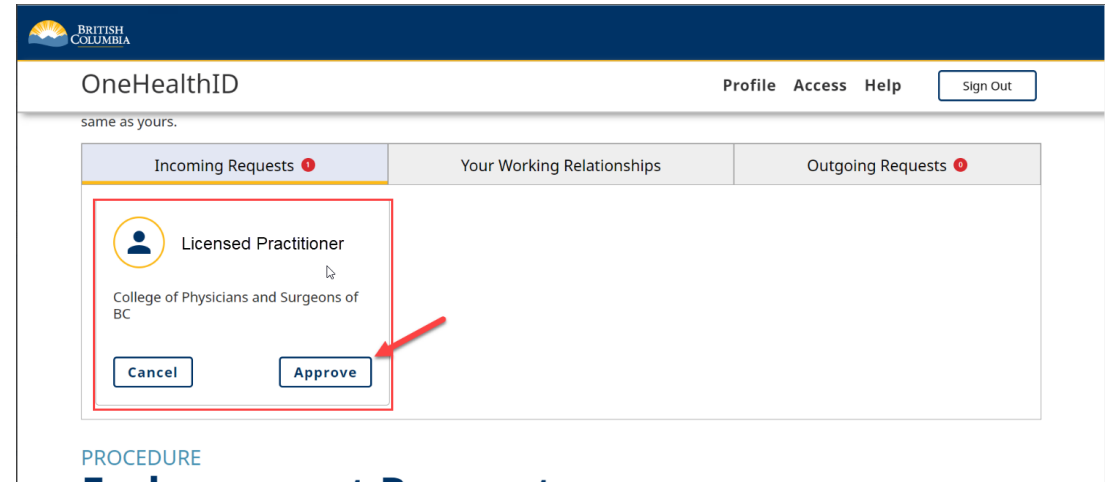 BRITISH
COLUMBIA
OneHealthID
Profile Access Help Sign Out
same as yours.
Incoming Requests 1 Your Working Relationships Outgoing Requests 0
Licensed Practitioner
College of Physicians and Surgeons of
BC
Cancel Approve
PROCEDURE